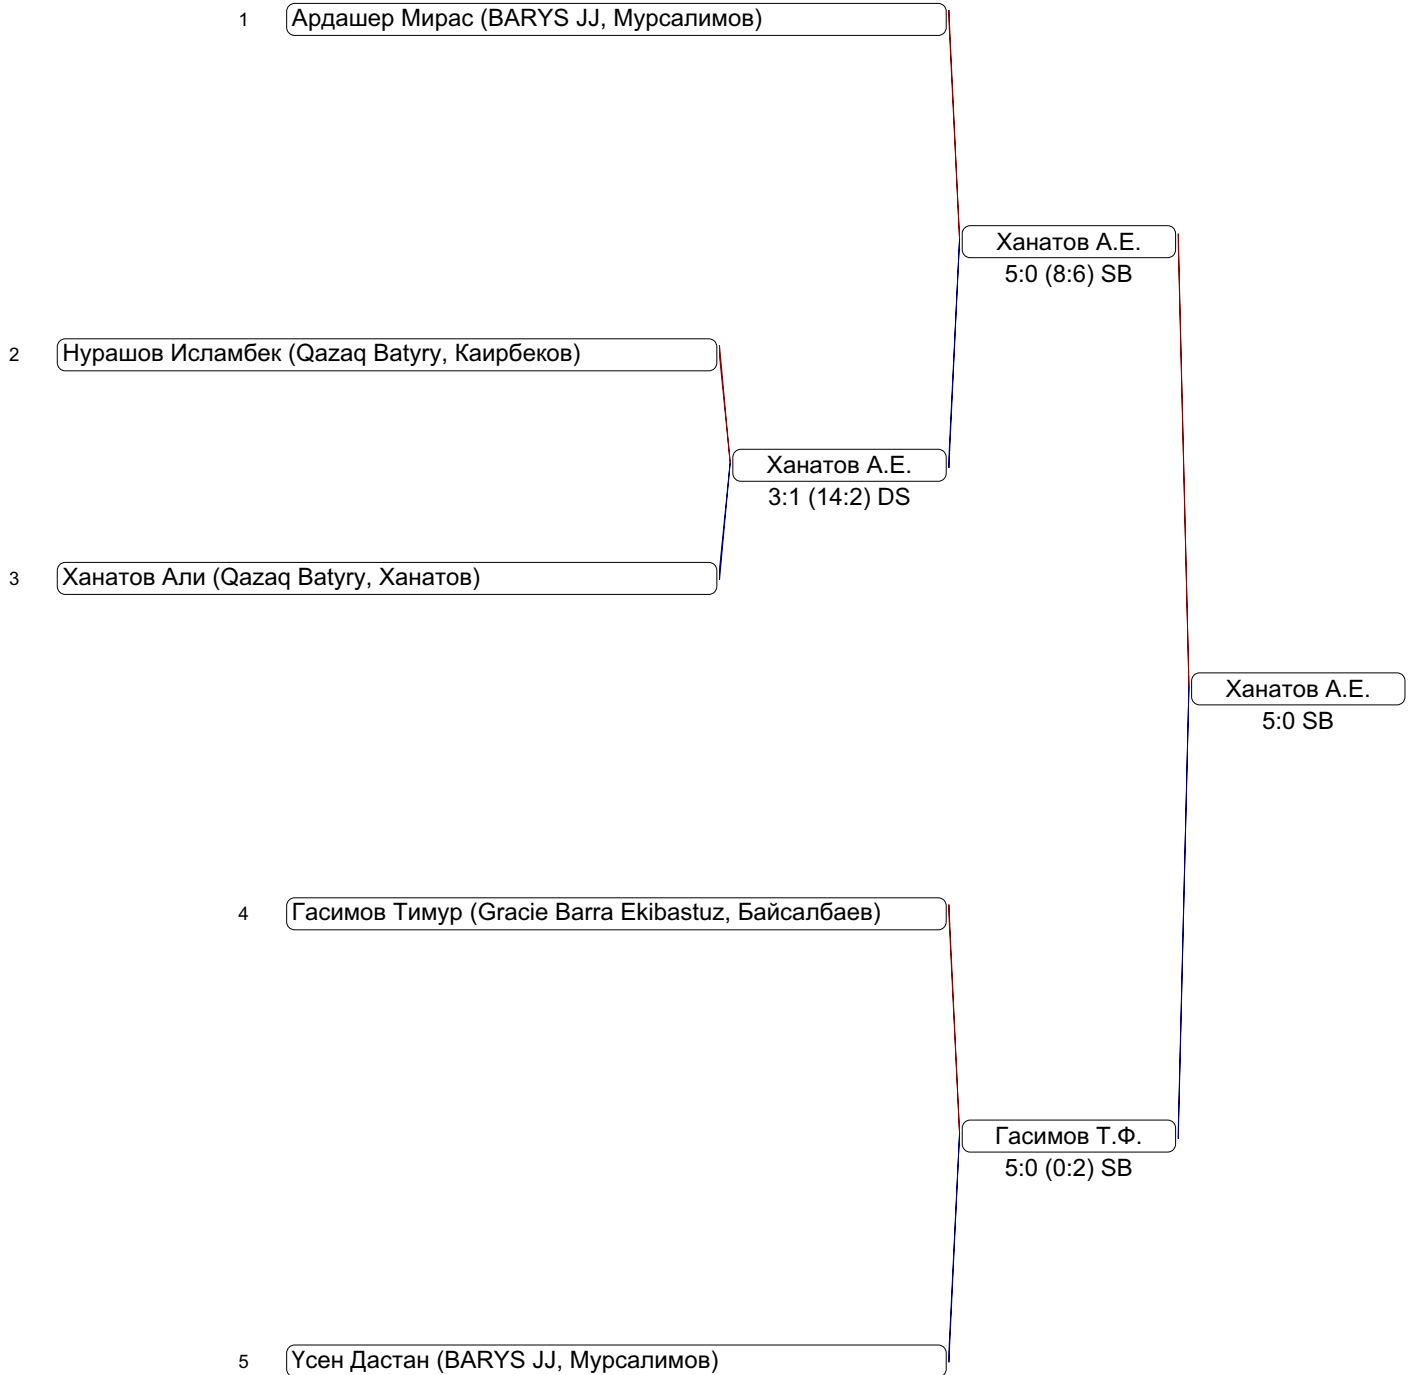 1 Ардашер Мирас (BARYS JJ, Мурсалимов)
Ханатов А.Е.
5:0 (8:6) SB
2 Нурашов Исламбек (Qazaq Batyry, Каирбеков)
Ханатов А.Е.
3:1 (14:2) DS
3 Ханатов Али (Qazaq Batyry, Ханатов)
Ханатов А.Е.
5:0 SB
4 Гасимов Тимур (Gracie Barra Ekibastuz, Байсалбаев)
Гасимов Т.Ф.
5:0 (0:2) SB
5 Үсен Дастан (BARYS JJ, Мурсалимов)